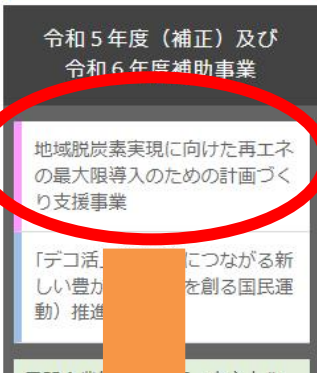 令和５年度（補正）及び
令和６年度補助事業
地域脱炭素実現に向けた再エネ
の最大限導入のための計画づく
り支援事業
「デコ活」につながる新
しい豊かを創る国民運
動）推進